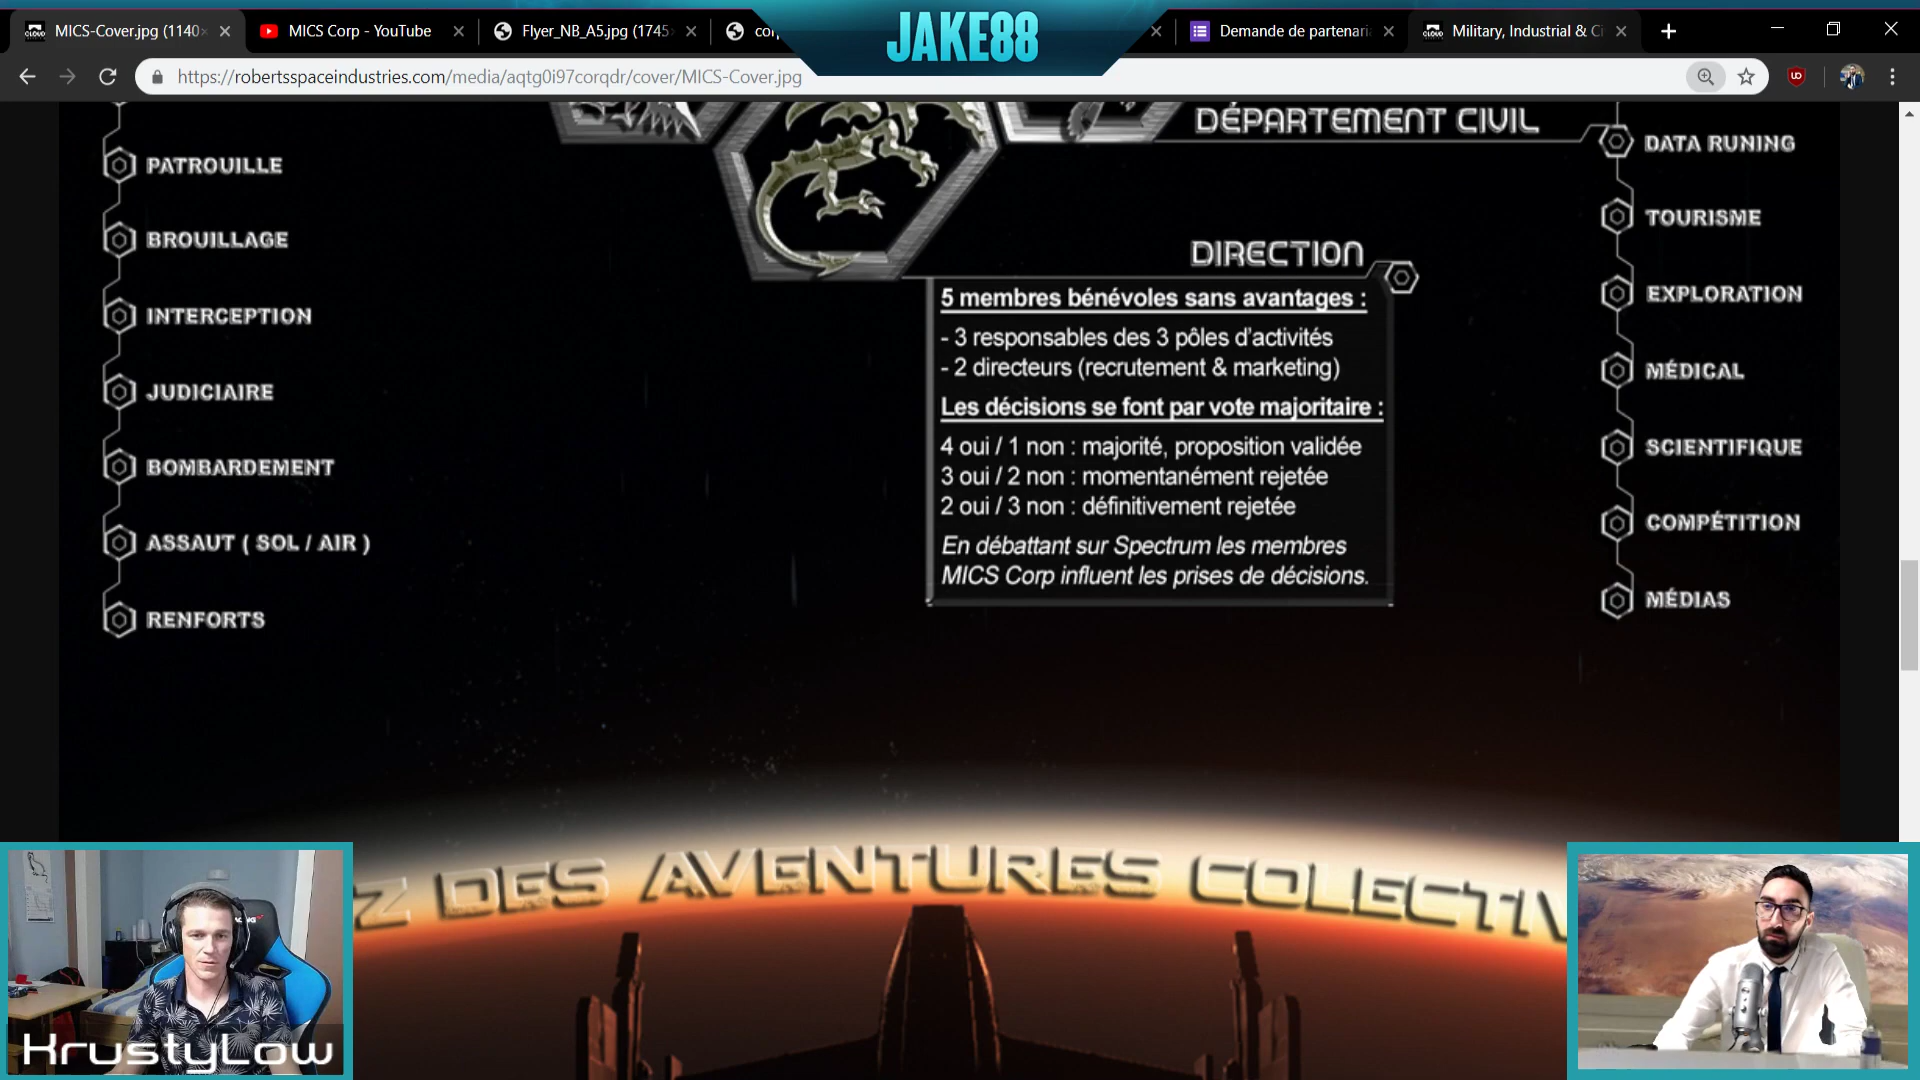 MICS-Cover.jpg (1140
MICS Corp - YouTube
Flyer_NB_A5.jpg (1745
JAKE88
Demande de partenari
Military, Industrial & Ci
https://robertsspaceindustries.com/media/aqtg0i97corqdr/cover/MICS-Cover.jpg
DÉPARTEMENT CIVIL
PATROUILLE
BROUILLAGE
INTERCEPTION
JUDICIAIRE
BOMBARDEMENT
ASSAUT ( SOL / AIR )
RENFORTS
DIRECTION
5 membres bénévoles sans avantages :
- 3 responsables des 3 pôles d'activités
- 2 directeurs (recrutement & marketing)
Les décisions se font par vote majoritaire :
4 oui / 1 non : majorité, proposition validée
3 oui / 2 non : momentanément rejetée
2 oui / 3 non : définitivement rejetée
En débattant sur Spectrum les membres
MICS Corp influent les prises de décisions.
DATA RUNING
TOURISME
EXPLORATION
MÉDICAL
SCIENTIFIQUE
COMPÉTITION
MÉDIAS
Z DES AVENTURES COLECTIV
KrustyLow